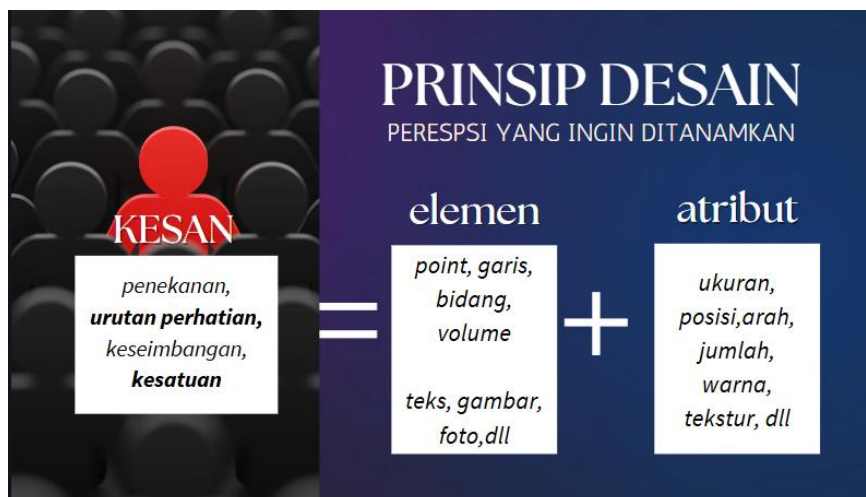 PRINSIP DESAIN
PERESPSI YANG INGIN DITANAMKAN
KESAN
penekanan,
urutan perhatian,
keseimbangan,
kesatuan
=
elemen
point, garis,
bidang,
volume
teks, gambar,
foto,dll
+
atribut
ukuran,
posisi,arah,
jumlah,
warna,
tekstur, dll